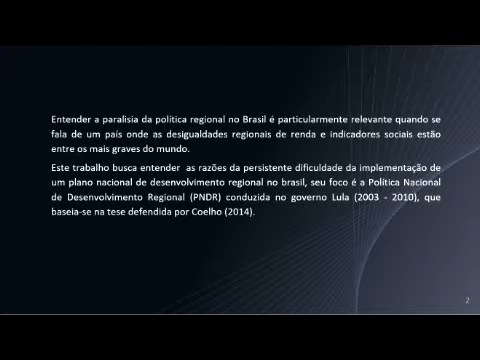 Entender a paralisia da política regional no Brasil é particularmente relevante quando se
fala de um país onde as desigualdades regionais de renda e indicadores sociais estão
entre os mais graves do mundo.
Este trabalho busca entender as razões da persistente dificuldade da implementação de
um plano nacional de desenvolvimento regional no brasil, seu foco é a Política Nacional
de Desenvolvimento Regional (PNDR) conduzida no governo Lula (2003 - 2010), que
baseia-se na tese defendida por Coelho (2014).
2